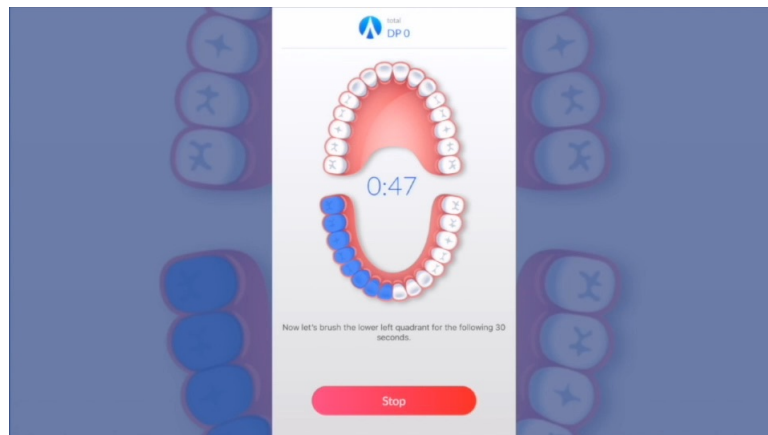 total
DP 0
0:47
Now let's brush the lower left quadrant for the following 30
seconds.
Stop